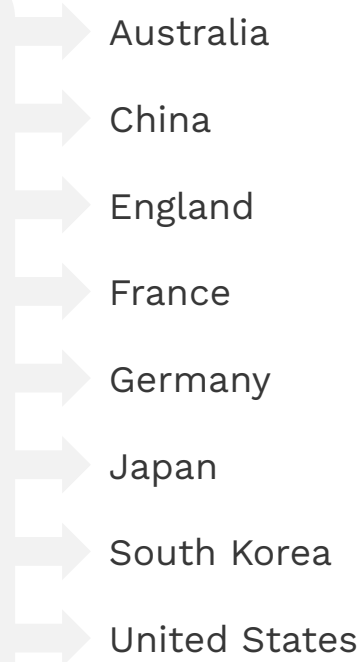 Australia
China
England
France
Germany
Japan
South Korea
United States